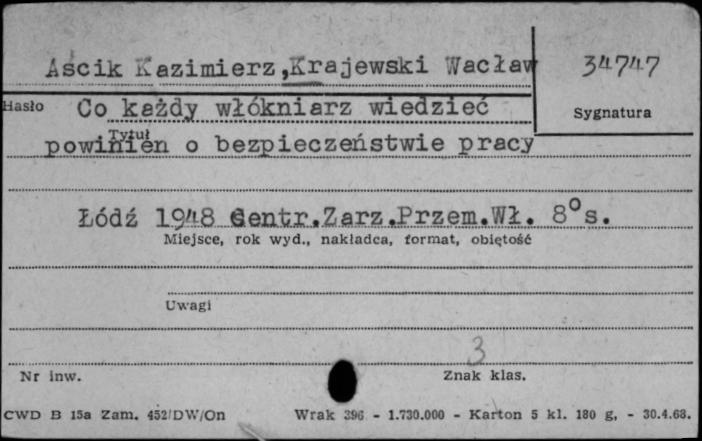 Aścik Kazimierz,Krajewski Wacław
34747
Hasło
Sygnatura
Co każdy włókniarz wiedzieć
Tytuł
powinien o bezpieczeństwie pracy
Łódź 1948 Centr.Zarz.Przem.Wł. 8°s.
Miejsce, rok wyd., nakładca, format, objętość
Uwagi
3
Nr inw.
Znak klas.
CWD B 15a Zam. 452/DW/On
Wrak 396 - 1.730.000 - Karton 5 kl. 180 g, - 30.4.68.